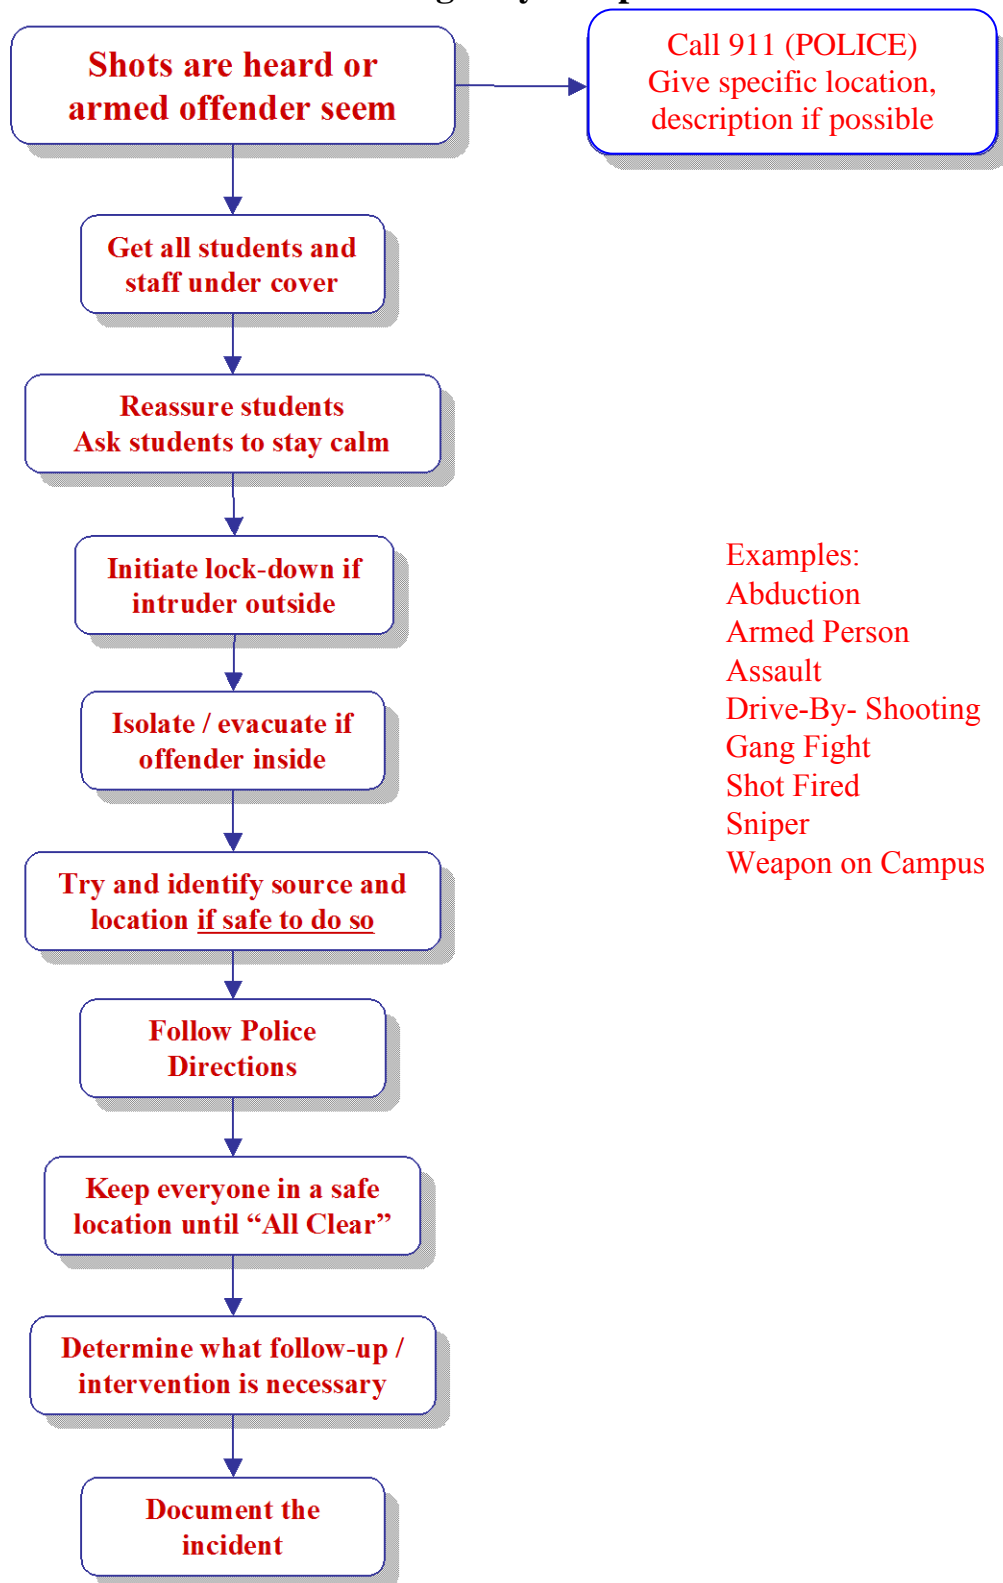 Shots are heard or
armed offender seem
Call 911 (POLICE)
Give specific location,
description if possible
Get all students and
staff under cover
Reassure students
Ask students to stay calm
Initiate lock-down if
intruder outside
Isolate / evacuate if
offender inside
Try and identify source and
location if safe to do so
Follow Police
Directions
Keep everyone in a safe
location until “All Clear”
Determine what follow-up /
intervention is necessary
Document the
incident
Examples:
Abduction
Armed Person
Assault
Drive-By- Shooting
Gang Fight
Shot Fired
Sniper
Weapon on Campus